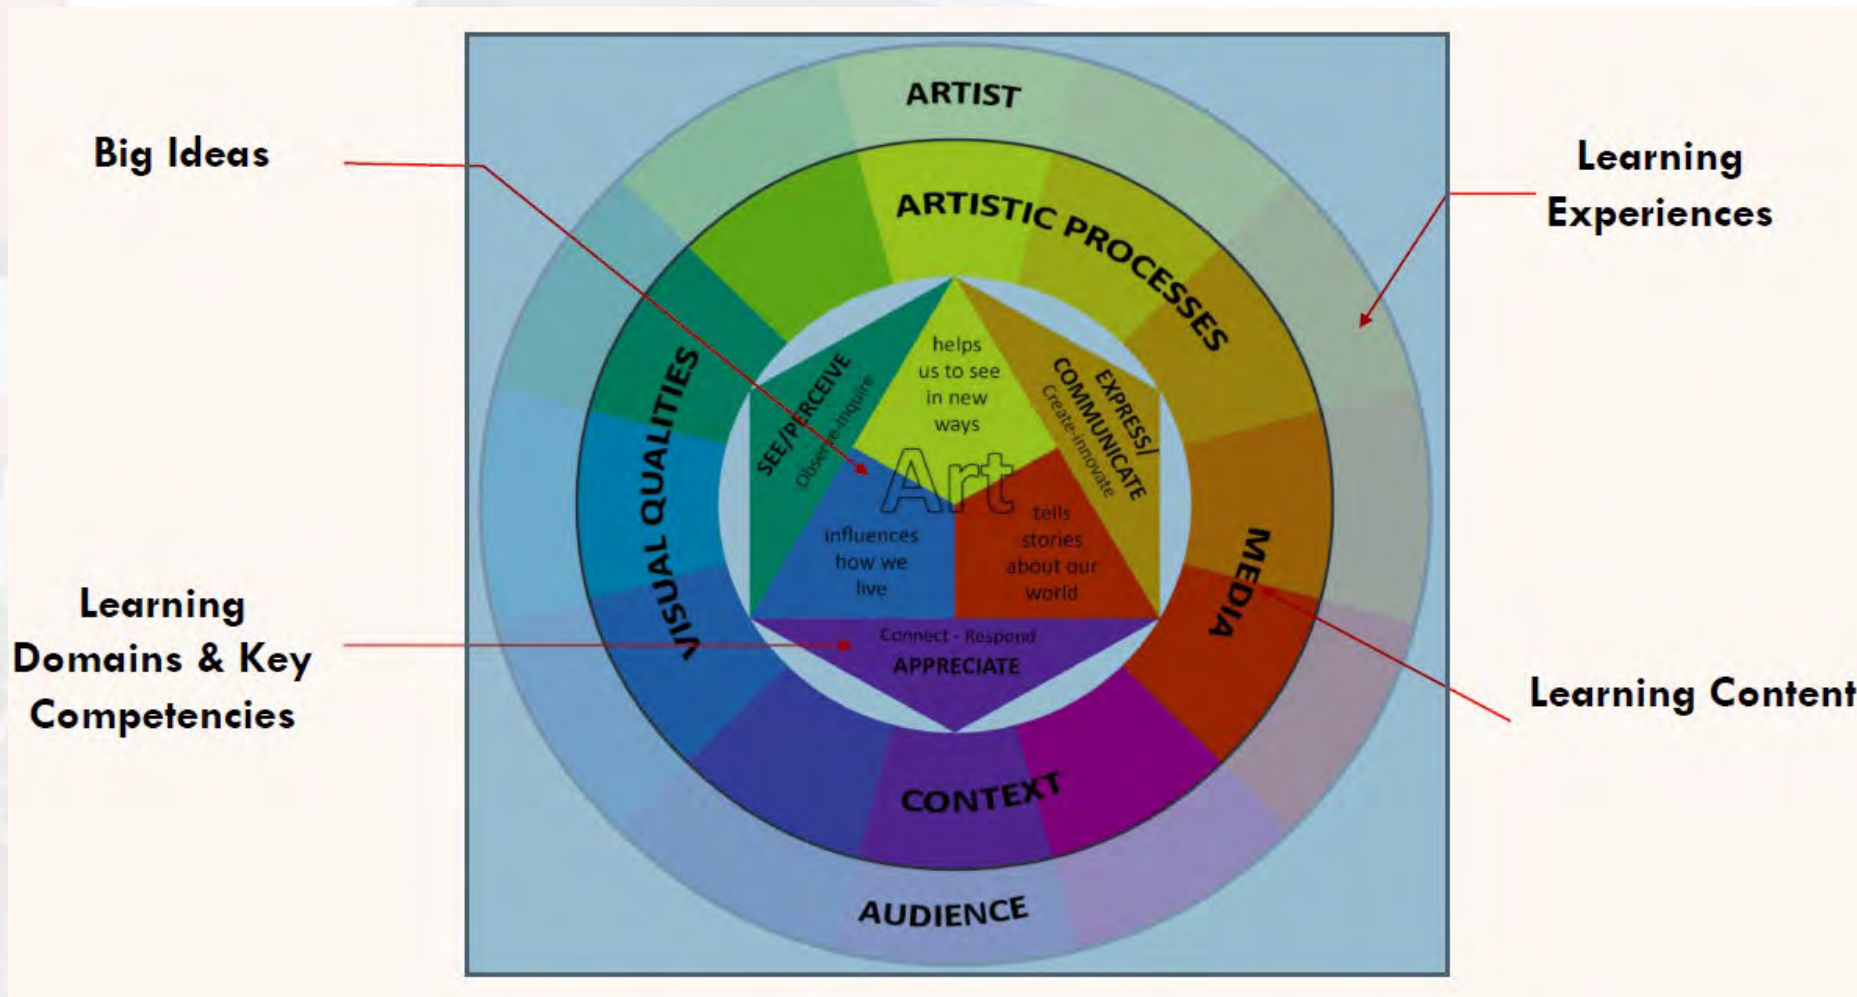 Big Ideas
Learning
Domains & Key
Competencies
ARTIST
ARTISTIC PROCESSES
VISUAL QUALITIES
MEDIA
CONTEXT
AUDIENCE
SEE/PERCEIVE
Observe-Inquire
helps
us to see
in new
ways
EXPRESS/
COMMUNICATE
Create-innovate
Art
influences
how we
live
tells
stories
about our
world
Connect - Respond
APPRECIATE
Learning
Experiences
Learning Content